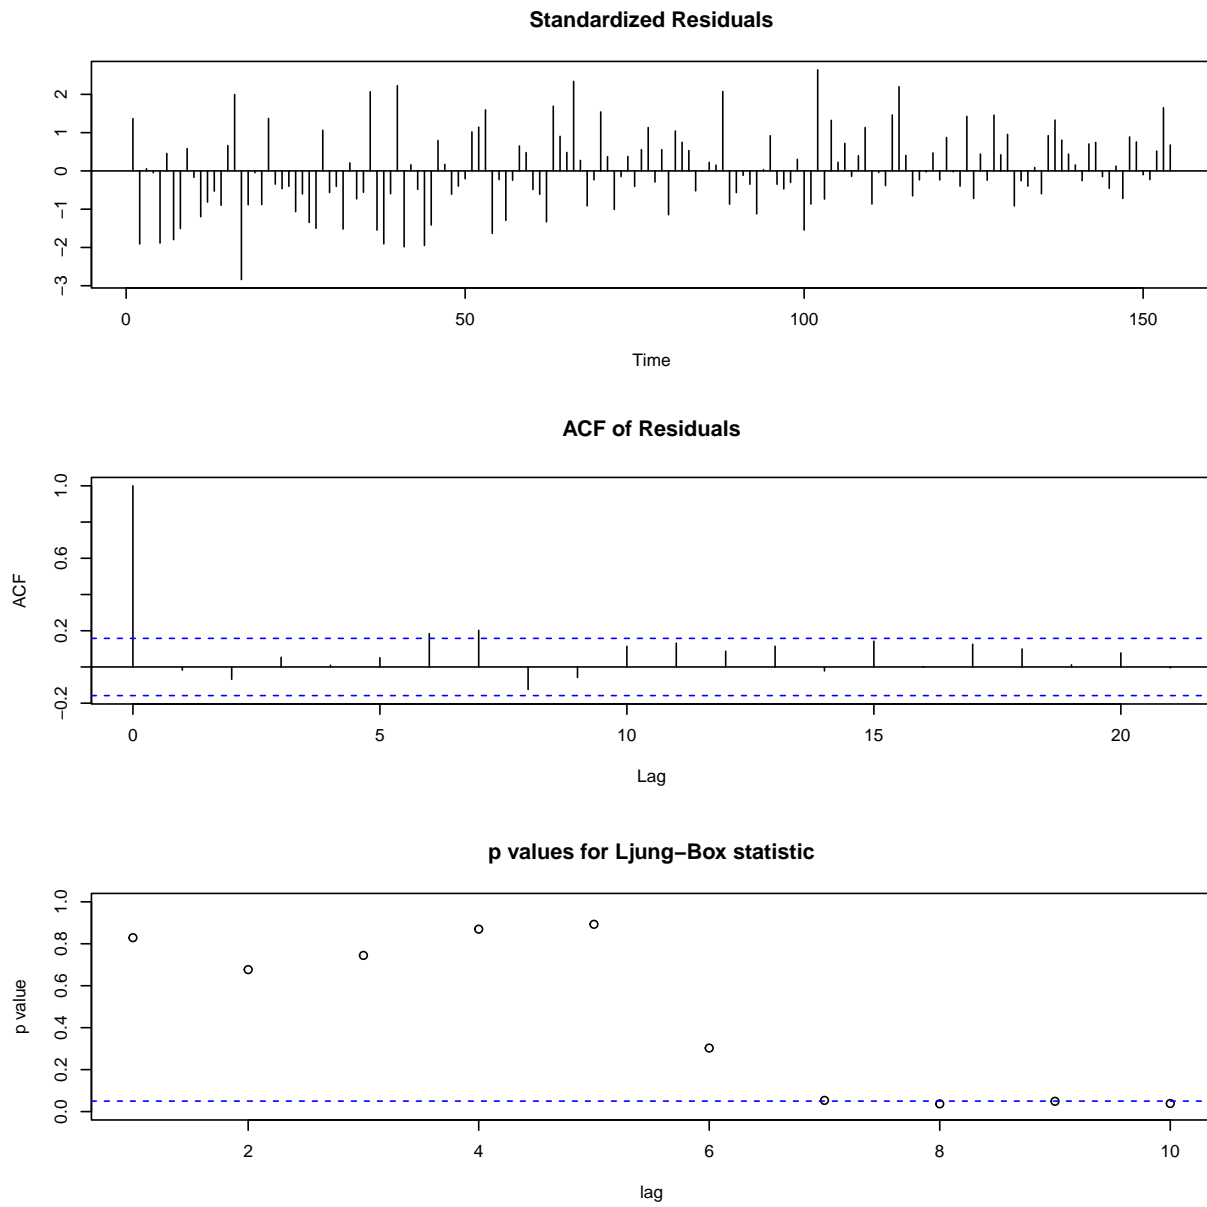 Standardized Residuals
2
1
0
−1
−2
−3
0 50 100 150
Time
ACF of Residuals
ACF
1.0
0.6
0.2
−0.2
0 5 10 15 20
Lag
p values for Ljung−Box statistic
p value
1.0
0.8
0.6
0.4
0.2
0.0
2 4 6 8 10
lag